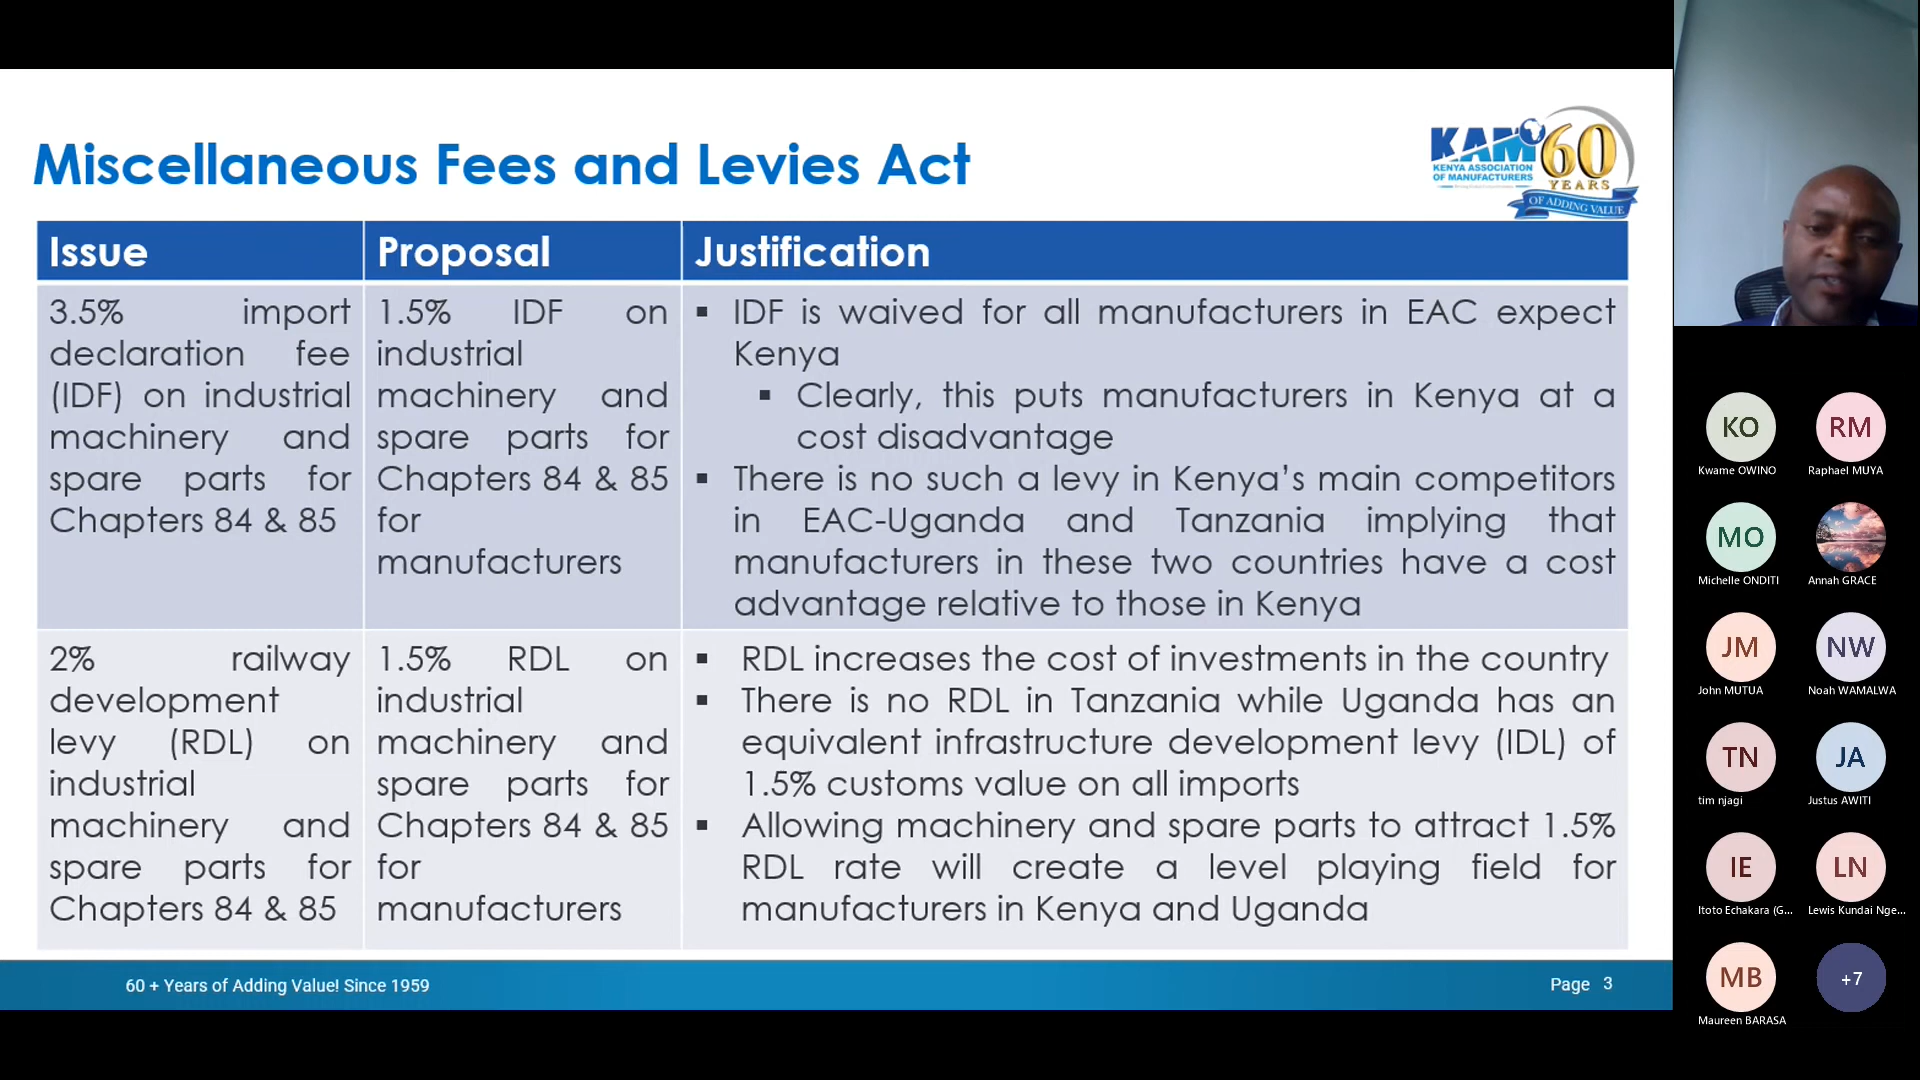 Miscellaneous Fees and Levies Act
KAM 60
KENYA ASSOCIATION
OF MANUFACTURERS
YEARS
OF ADDING VALUE
Issue
Proposal
Justification
3.5% import
declaration fee
(IDF) on industrial
machinery and
spare parts for
Chapters 84 & 85
1.5% IDF on
industrial
machinery and
spare parts for
Chapters 84 & 85
for
manufacturers
▪ IDF is waived for all manufacturers in EAC expect
Kenya
▪ Clearly, this puts manufacturers in Kenya at a
cost disadvantage
▪ There is no such a levy in Kenya’s main competitors
in EAC-Uganda and Tanzania implying that
manufacturers in these two countries have a cost
advantage relative to those in Kenya
2% railway
development
levy (RDL) on
industrial
machinery and
spare parts for
Chapters 84 & 85
1.5% RDL on
industrial
machinery and
spare parts for
Chapters 84 & 85
for
manufacturers
▪ RDL increases the cost of investments in the country
▪ There is no RDL in Tanzania while Uganda has an
equivalent infrastructure development levy (IDL) of
1.5% customs value on all imports
▪ Allowing machinery and spare parts to attract 1.5%
RDL rate will create a level playing field for
manufacturers in Kenya and Uganda
60 + Years of Adding Value! Since 1959
Page 3
KO
Kwame OWINO
RM
Raphael MUYA
MO
Michelle ONDITI
Annah GRACE
JM
John MUTUA
NW
Noah WAMALWA
TN
tim njagi
JA
Justus AWITI
IE
Itoto Echakara (G...
LN
Lewis Kundai Nge...
MB
Maureen BARASA
+7